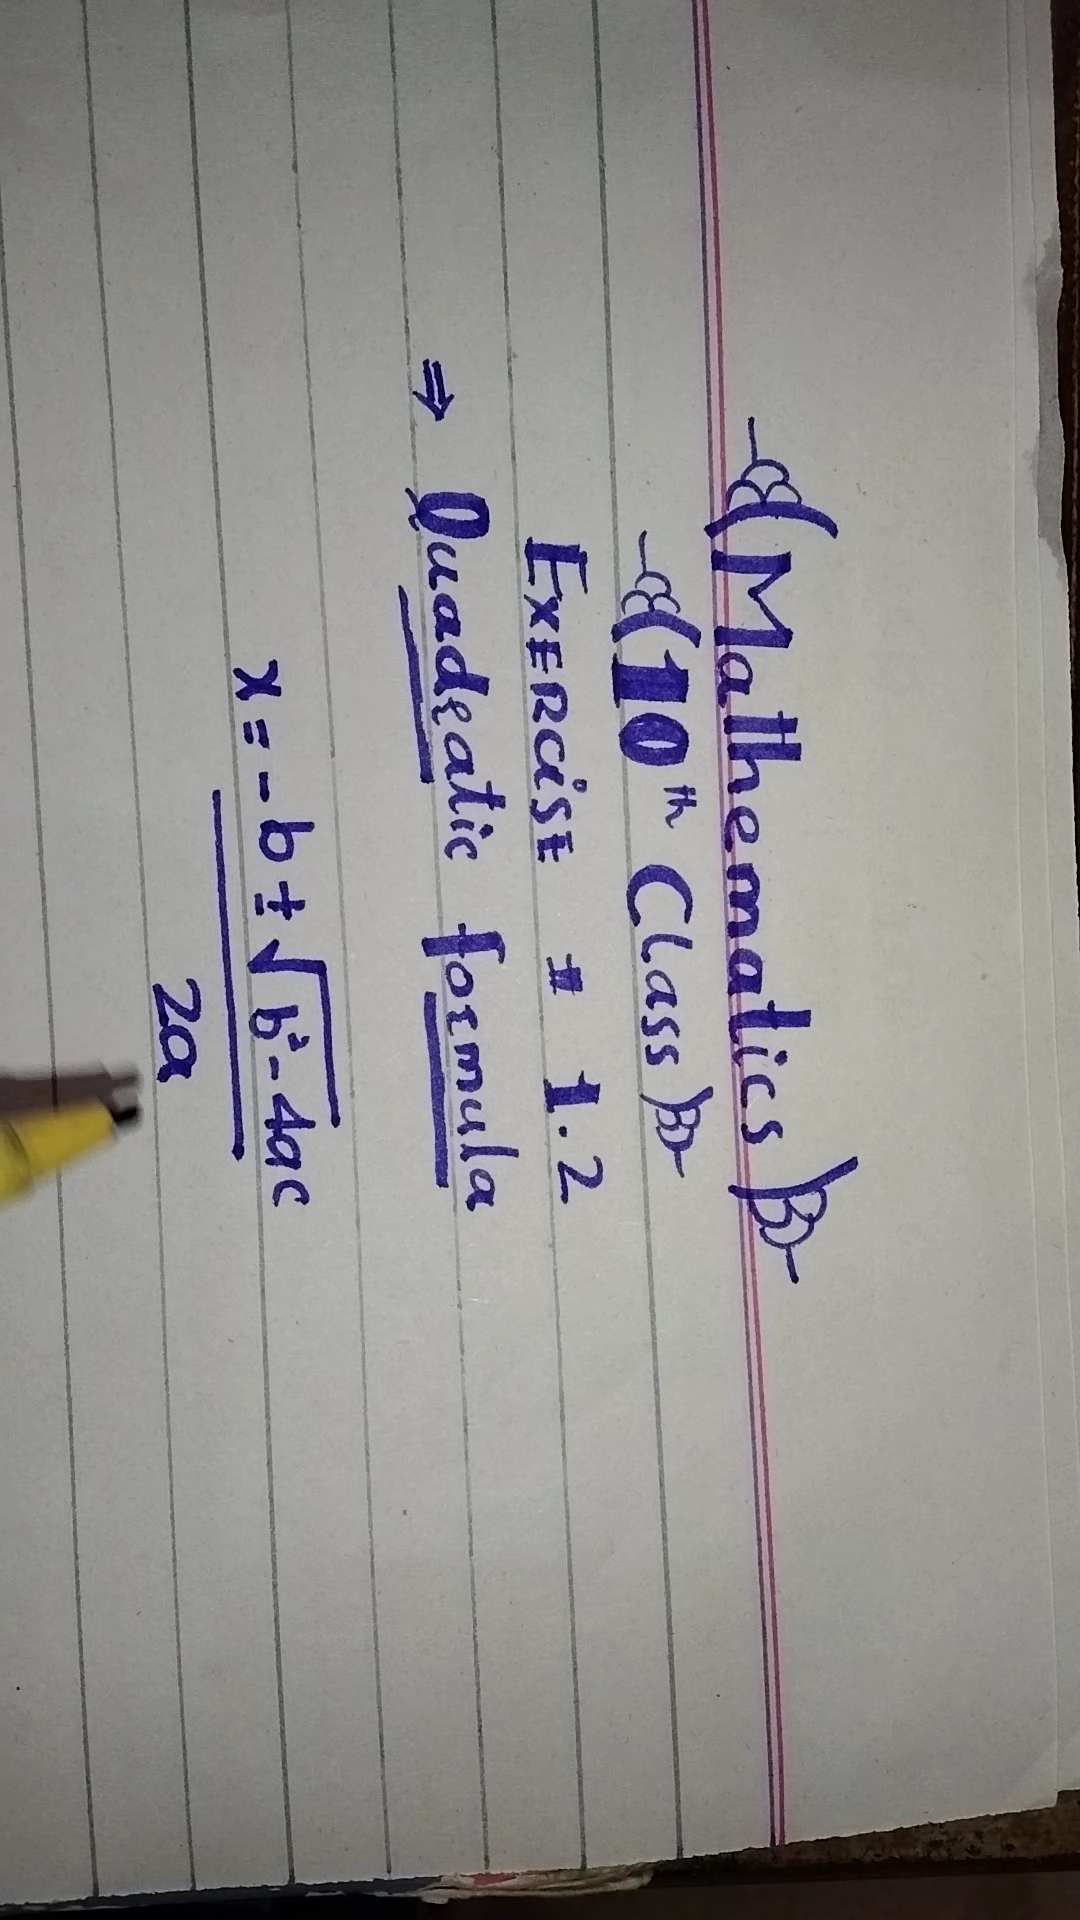 (Mathematics)
(10th Class)
ExERciSE # 1.2
⇒ Quadratic formula
x = -b ± √b²-4ac
2a